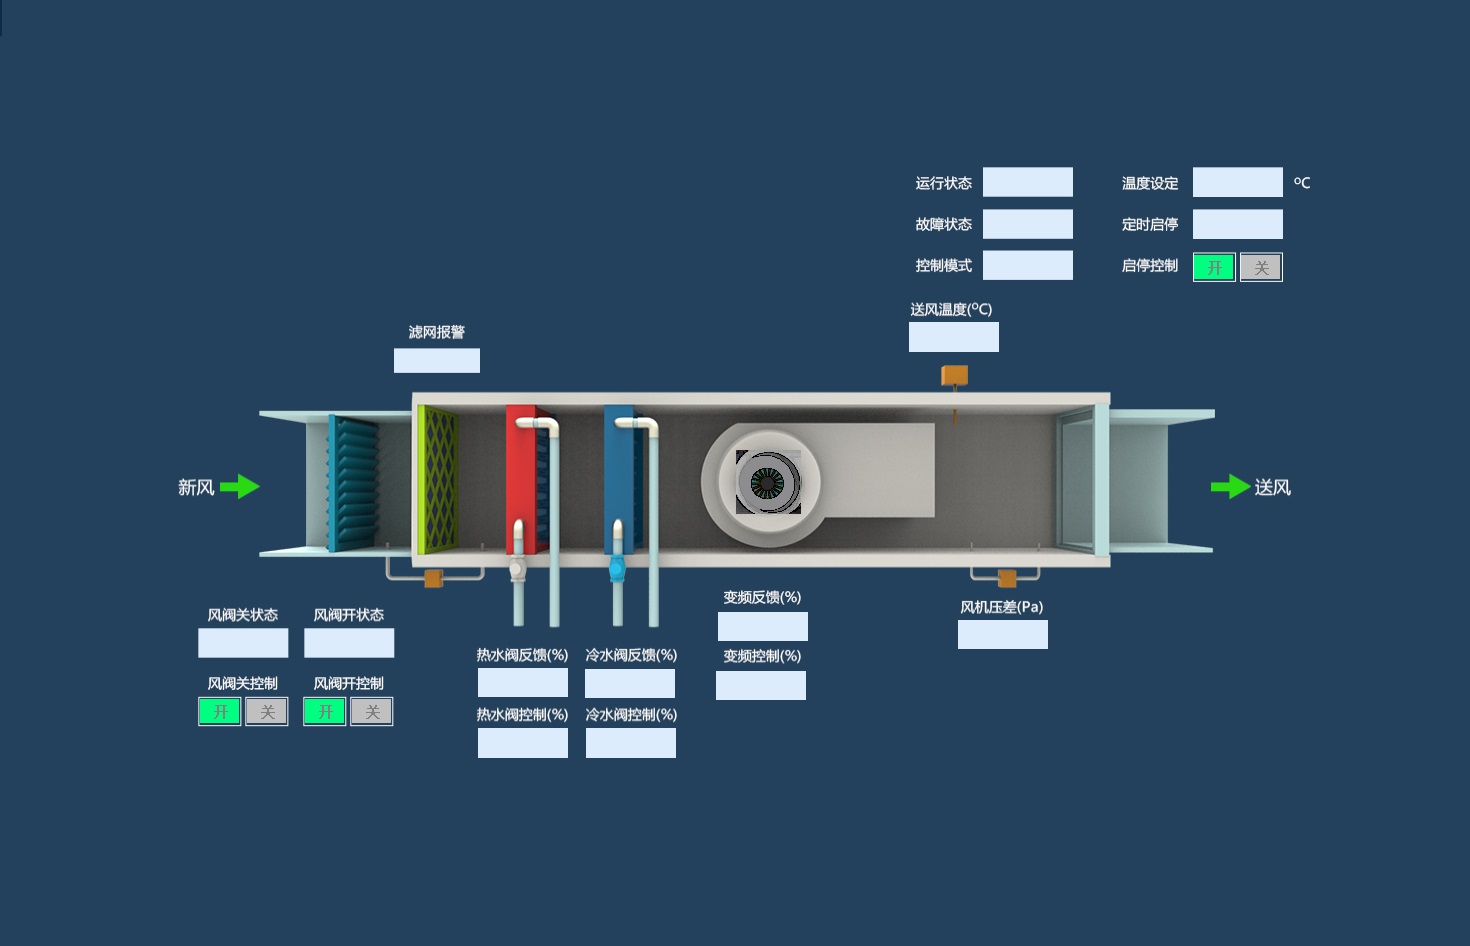 运行状态
温度设定
ºC
故障状态
定时启停
控制模式
启停控制
开
关
送风温度(ºC)
滤网报警
新风
送风
风阀关状态
风阀开状态
风阀关控制
风阀开控制
开
关
开
关
热水阀反馈(%)
冷水阀反馈(%)
热水阀控制(%)
冷水阀控制(%)
变频反馈(%)
变频控制(%)
风机压差(Pa)